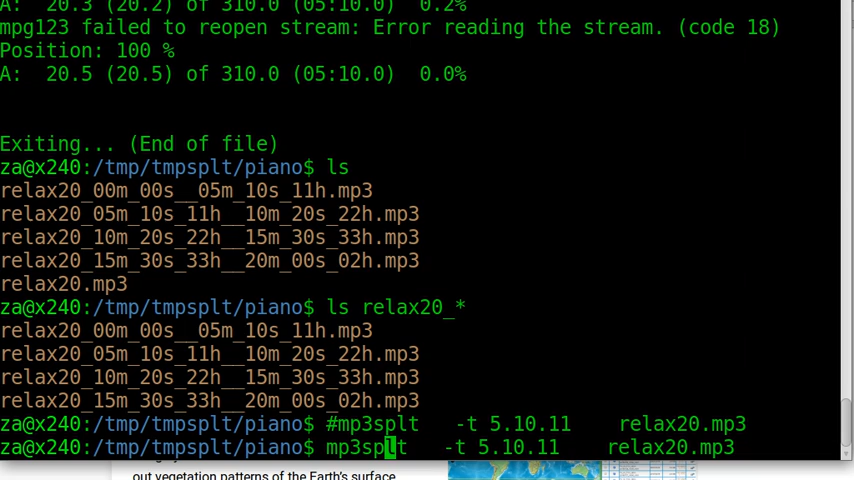 A:  20.3 (20.2) of 310.0 (05:10.0)  0.2%
mpg123 failed to reopen stream: Error reading the stream. (code 18)
Position: 100 %
A:  20.5 (20.5) of 310.0 (05:10.0)  0.0%
Exiting... (End of file)
za@x240:/tmp/tmpsplt/piano$ ls
relax20_00m_00s__05m_10s_11h.mp3
relax20_05m_10s_11h__10m_20s_22h.mp3
relax20_10m_20s_22h__15m_30s_33h.mp3
relax20_15m_30s_33h__20m_00s_02h.mp3
relax20.mp3
za@x240:/tmp/tmpsplt/piano$ ls relax20_*
relax20_00m_00s__05m_10s_11h.mp3
relax20_05m_10s_11h__10m_20s_22h.mp3
relax20_10m_20s_22h__15m_30s_33h.mp3
relax20_15m_30s_33h__20m_00s_02h.mp3
za@x240:/tmp/tmpsplt/piano$ #mp3splt   -t 5.10.11    relax20.mp3
za@x240:/tmp/tmpsplt/piano$ mp3splt   -t 5.10.11    relax20.mp3
out vegetation patterns of the Earth's surface